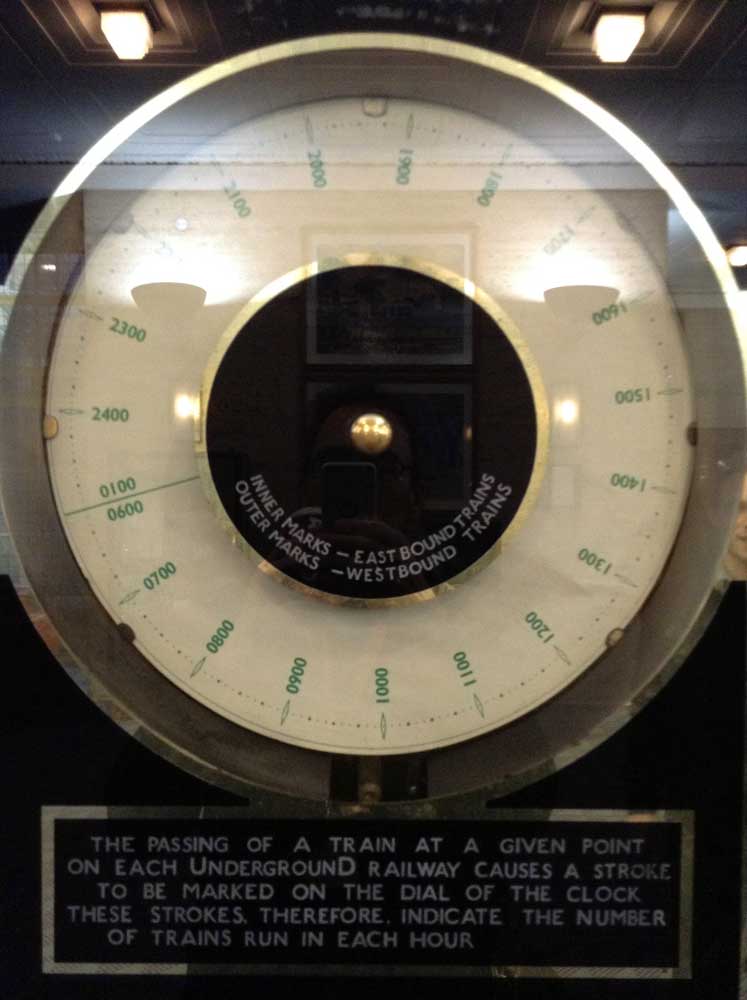 2000
1900
2100
1800
1700
2300
1600
2400
1500
0100
0600
1400
0700
1300
0800
1200
0900
1000
1100
INNER MARKS – EAST BOUND TRAINS
OUTER MARKS – WESTBOUND TRAINS
THE PASSING OF A TRAIN AT A GIVEN POINT
ON EACH UNDERGROUND RAILWAY CAUSES A STROKE
TO BE MARKED ON THE DIAL OF THE CLOCK
THESE STROKES, THEREFORE, INDICATE THE NUMBER
OF TRAINS RUN IN EACH HOUR